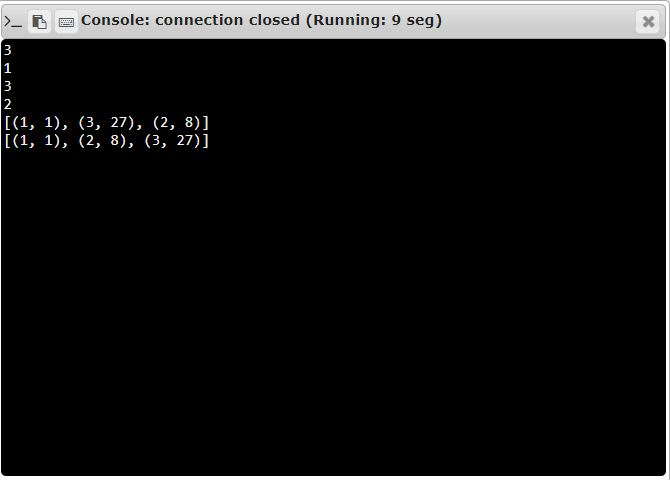 >_ Console: connection closed (Running: 9 seg)
3
1
3
2
[(1, 1), (3, 27), (2, 8)]
[(1, 1), (2, 8), (3, 27)]